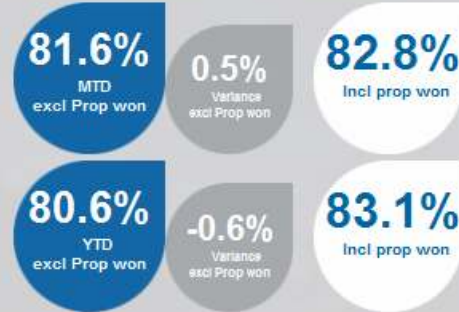 81.6%
MTD
excl Prop won
0.5%
Variance
excl Prop won
82.8%
Incl prop won
80.6%
YTD
excl Prop won
-0.6%
Variance
excl Prop won
83.1%
Incl prop won